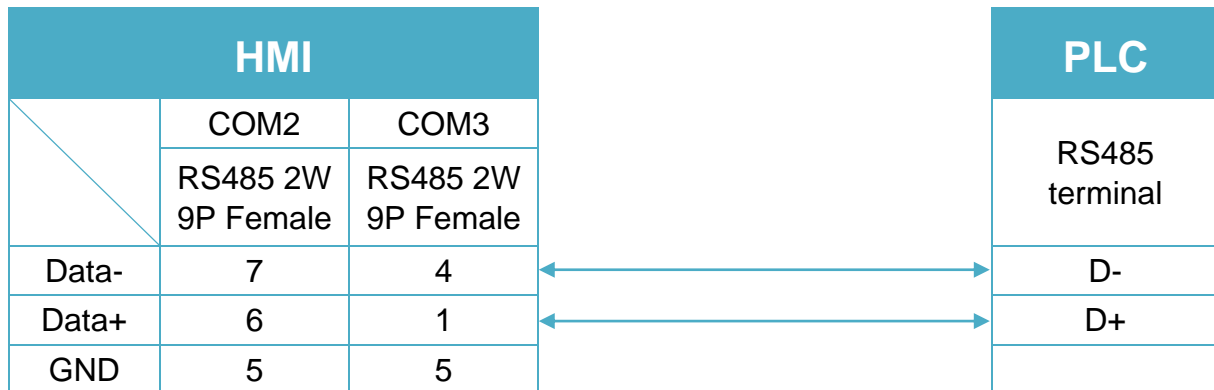 HMI PLC
COM2 COM3
RS485 2W RS485 2W RS485
9P Female 9P Female terminal
Data- 7 4 D-
Data+ 6 1 D+
GND 5 5